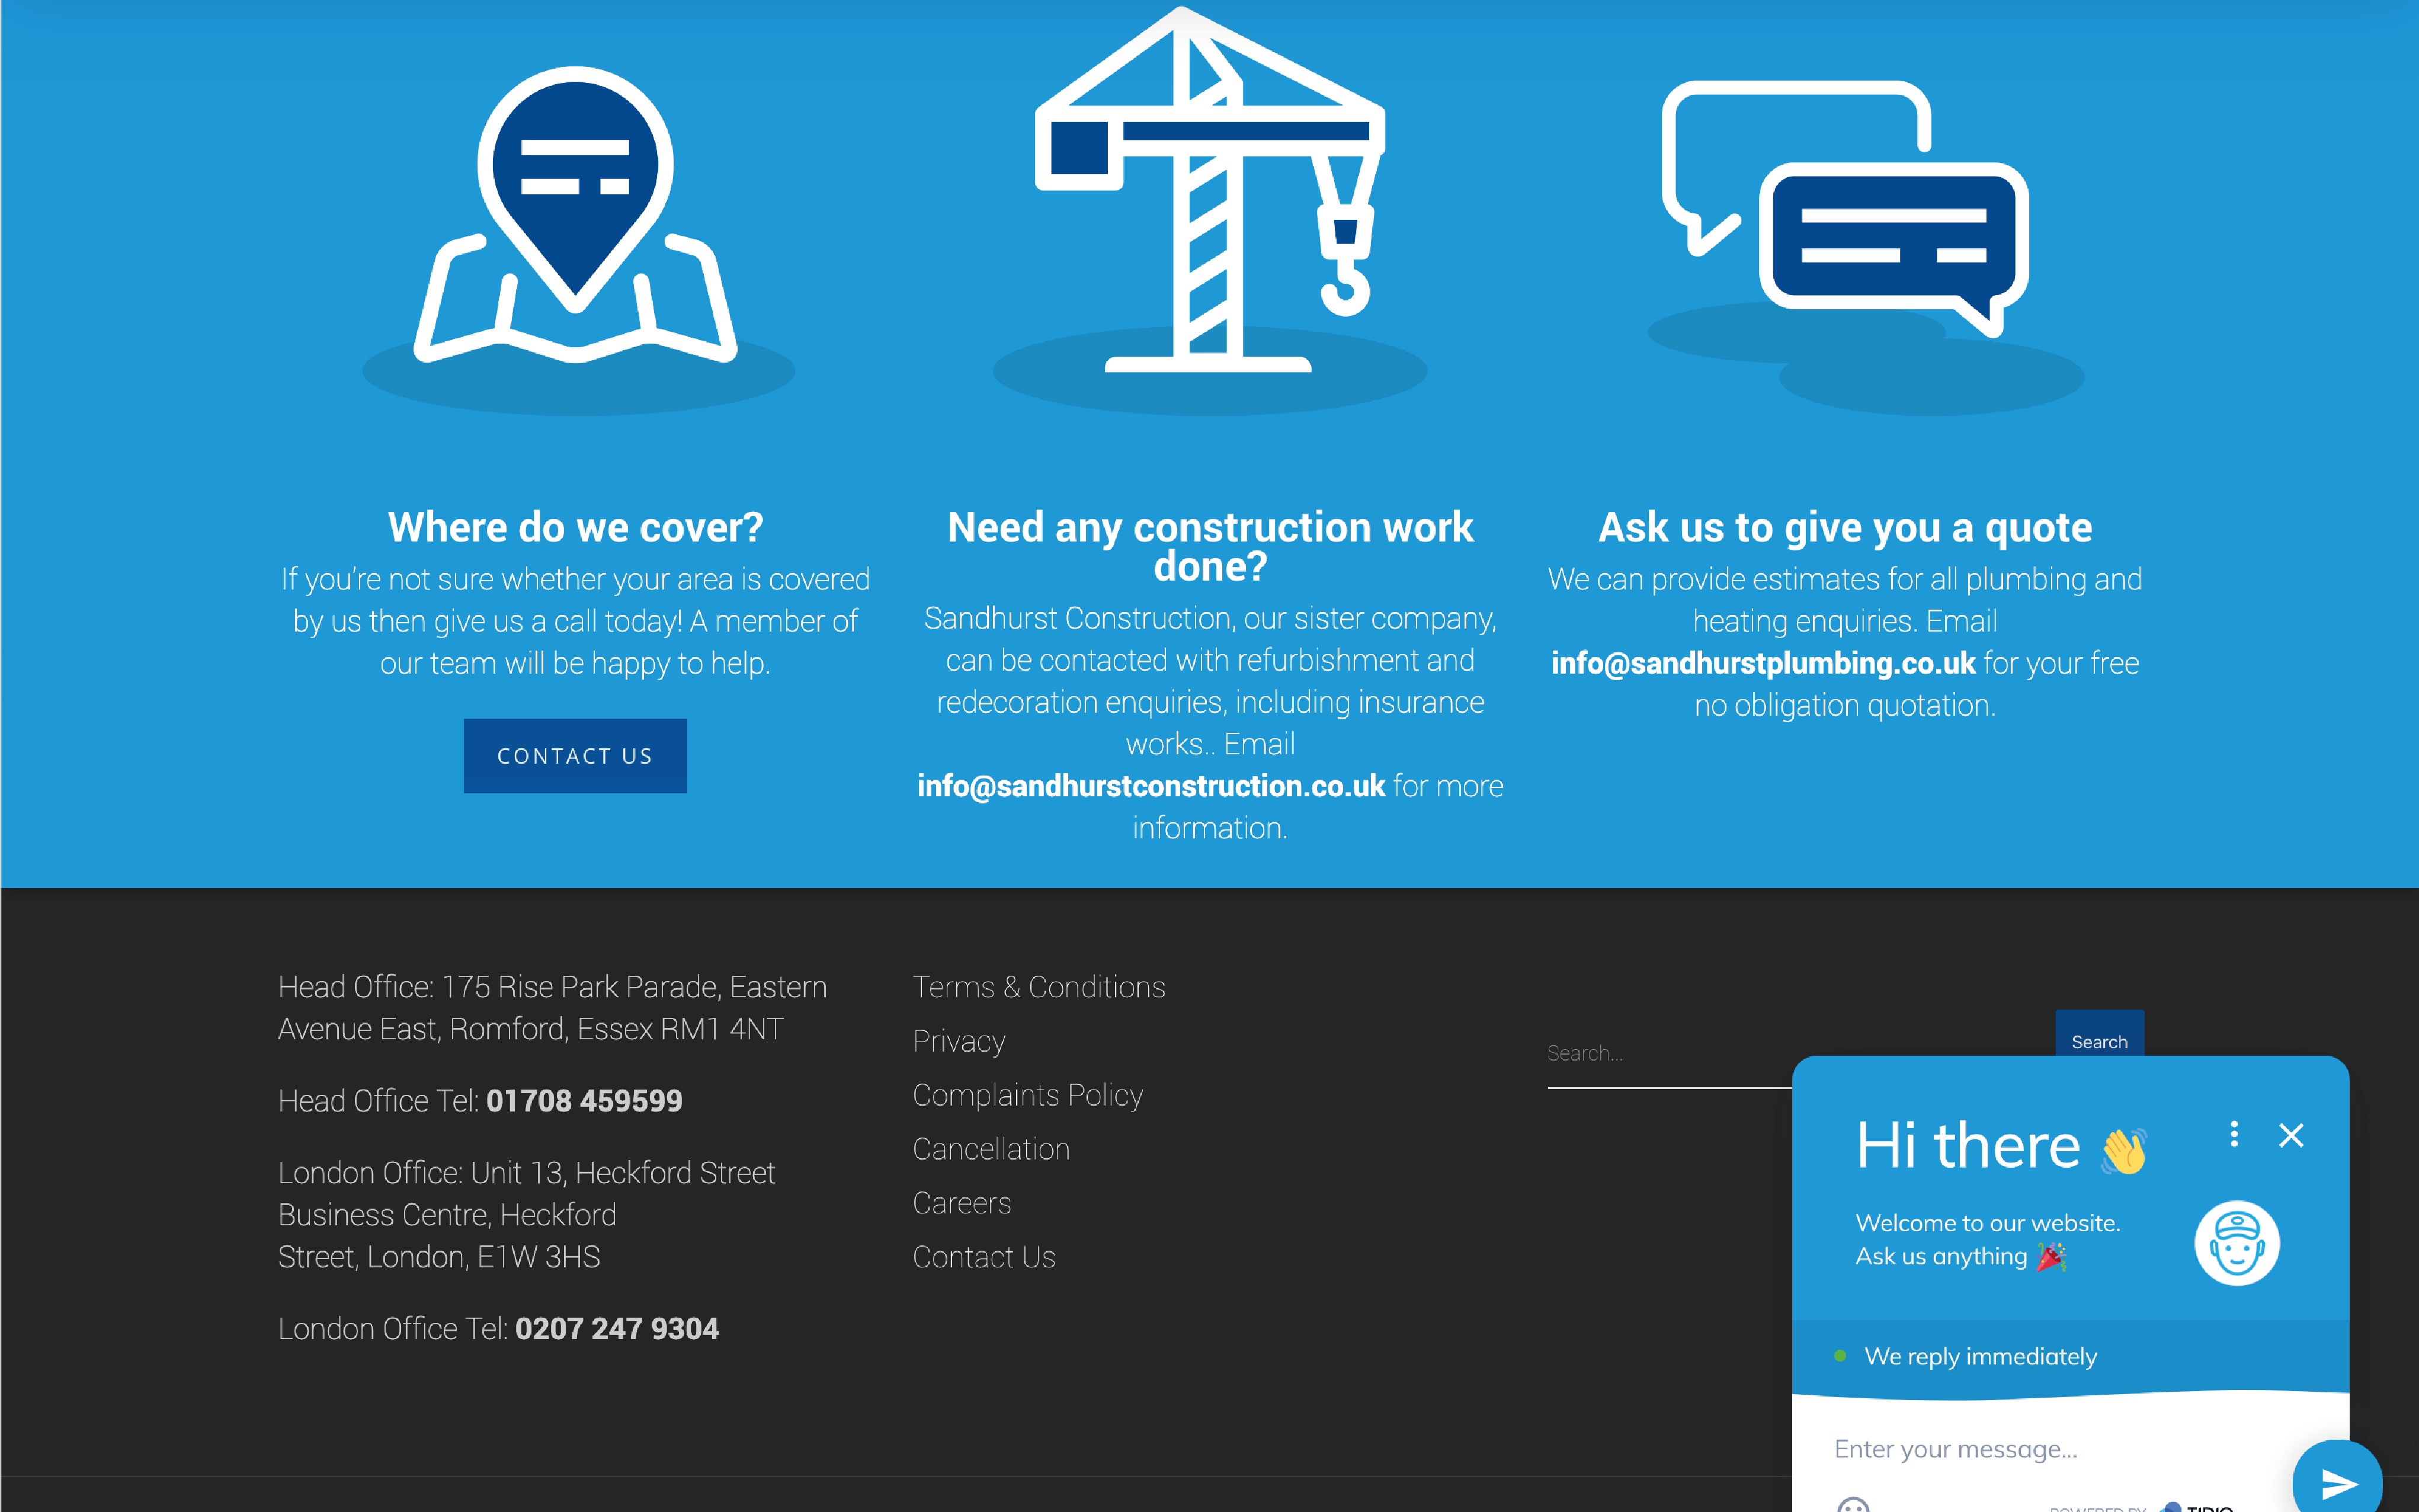 Where do we cover?
If you're not sure whether your area is covered
by us then give us a call today! A member of
our team will be happy to help.
CONTACT US
Need any construction work
done?
Sandhurst Construction, our sister company,
can be contacted with refurbishment and
redecoration enquiries, including insurance
works.. Email
info@sandhurstconstruction.co.uk for more
information.
Ask us to give you a quote
We can provide estimates for all plumbing and
heating enquiries. Email
info@sandhurstplumbing.co.uk for your free
no obligation quotation.
Head Office: 175 Rise Park Parade, Eastern
Avenue East, Romford, Essex RM1 4NT
Head Office Tel: 01708 459599
London Office: Unit 13, Heckford Street
Business Centre, Heckford
Street, London, E1W 3HS
London Office Tel: 0207 247 9304
Terms & Conditions
Privacy
Complaints Policy
Cancellation
Careers
Contact Us
Search...
Search
Hi there 👋
Welcome to our website.
Ask us anything 🎉
We reply immediately
Enter your message...
POWERED BY TIDIO